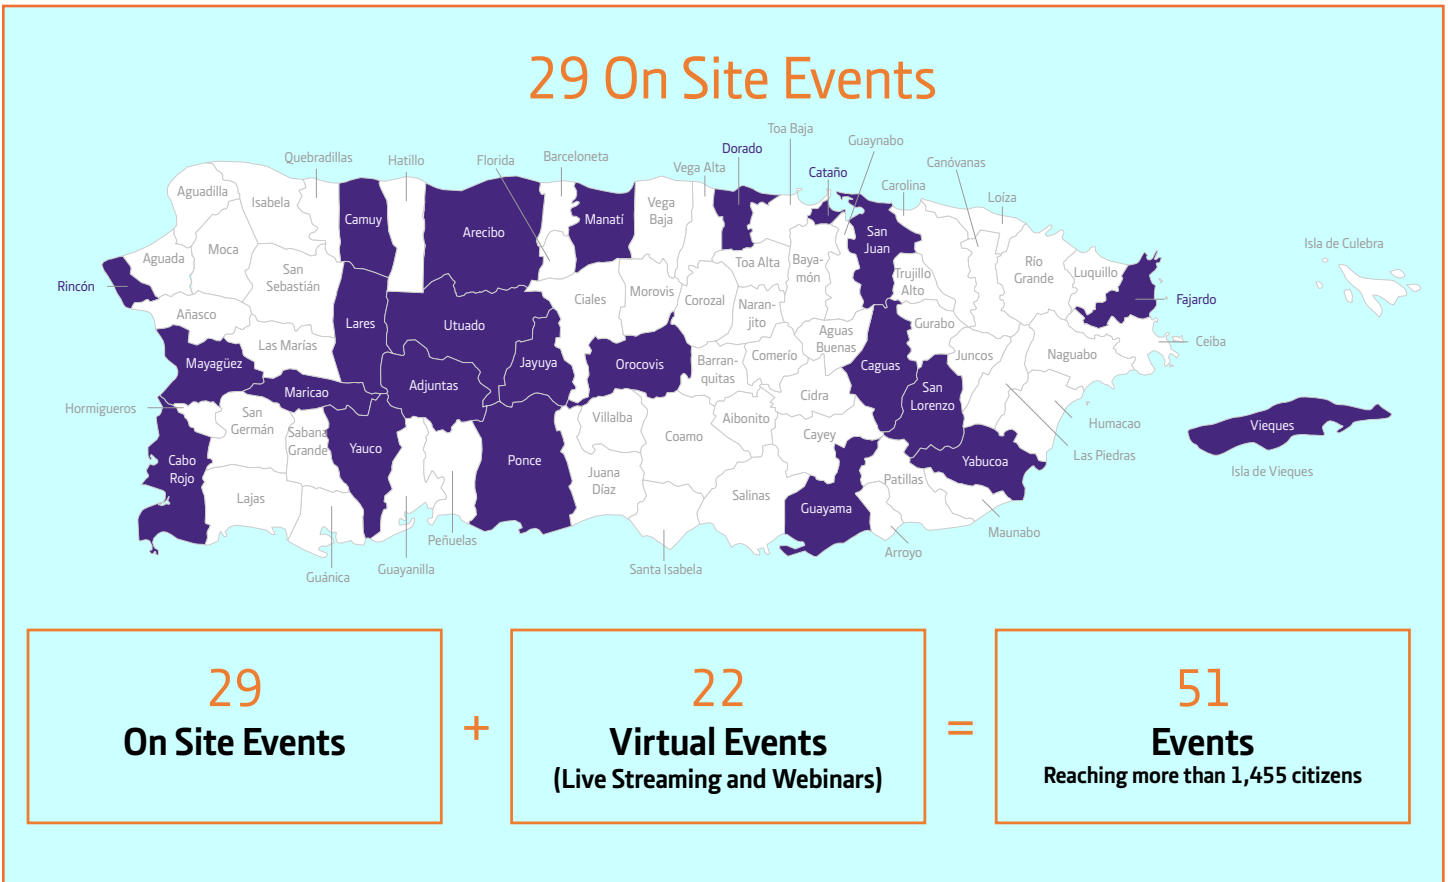 29 On Site Events
Toa Baja
Guaynabo
Dorado
Quebradillas
Hatillo
Florida
Barceloneta
Vega Alta
Cataño
Canóvanas
Carolina
Loíza
Aguadilla
Isabela
Camuy
Arecibo
Manatí
Vega
Baja
San
Juan
Isla de Culebra
Aguada
Moca
San
Sebastián
Toa Alta
Baya-
món
Trujillo
Alto
Río
Grande
Luquillo
Rincón
Fajardo
Añasco
Ciales
Morovis
Corozal
Naran-
jito
Lares
Utuado
Aguas
Buenas
Gurabo
Ceiba
Las Marías
Mayagüez
Jayuya
Orocovis
Barran-
quitas
Comerío
Caguas
Juncos
Naguabo
Maricao
Adjuntas
Cidra
San
Lorenzo
Hormigueros
San
Germán
Sabana
Grande
Villalba
Aibonito
Humacao
Vieques
Yauco
Coamo
Cayey
Las Piedras
Cabo
Rojo
Ponce
Yabucoa
Isla de Vieques
Lajas
Juana
Díaz
Salinas
Patillas
Guayama
Maunabo
Peñuelas
Arroyo
Guánica
Guayanilla
Santa Isabela
29
On Site Events
+
22
Virtual Events
(Live Streaming and Webinars)
=
51
Events
Reaching more than 1,455 citizens